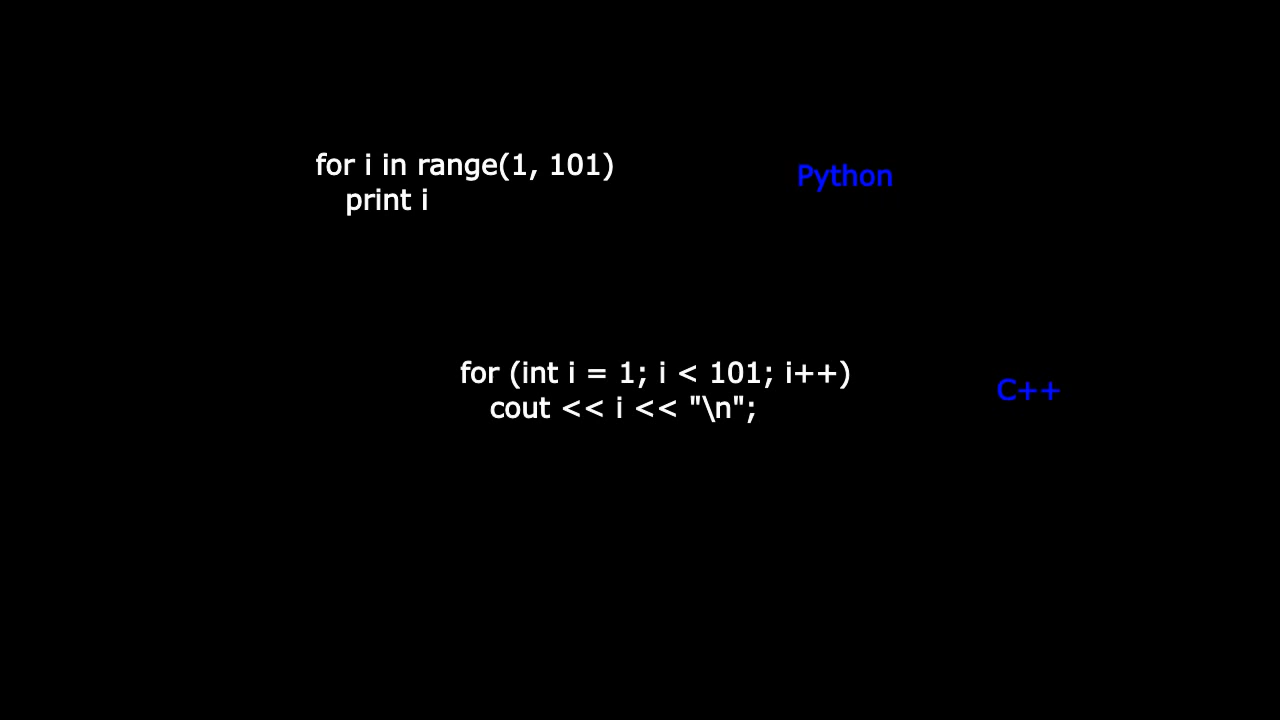 for i in range(1, 101)
print i
Python
for (int i = 1; i < 101; i++)
cout << i << "\n";
C++